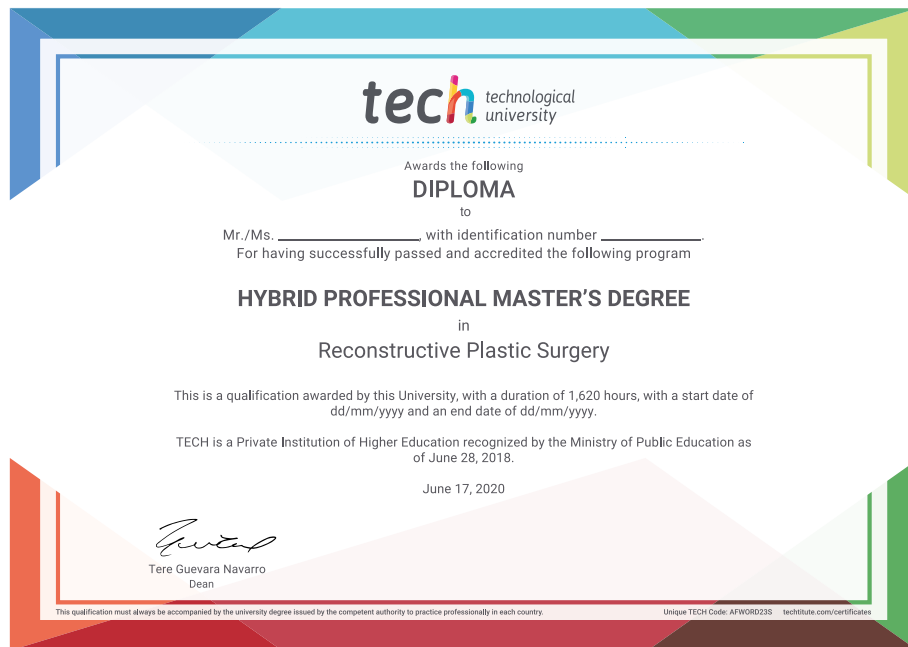 tech technological
university
Awards the following
DIPLOMA
to
Mr./Ms. ____________________, with identification number ______________.
For having successfully passed and accredited the following program
HYBRID PROFESSIONAL MASTER'S DEGREE
in
Reconstructive Plastic Surgery
This is a qualification awarded by this University, with a duration of 1,620 hours, with a start date of
dd/mm/yyyy and an end date of dd/mm/yyyy.
TECH is a Private Institution of Higher Education recognized by the Ministry of Public Education as
of June 28, 2018.
June 17, 2020
Tere Guevara Navarro
Dean
This qualification must always be accompanied by the university degree issued by the competent authority to practice professionally in each country. Unique TECH Code: AFWORD23S techtitute.com/certificates